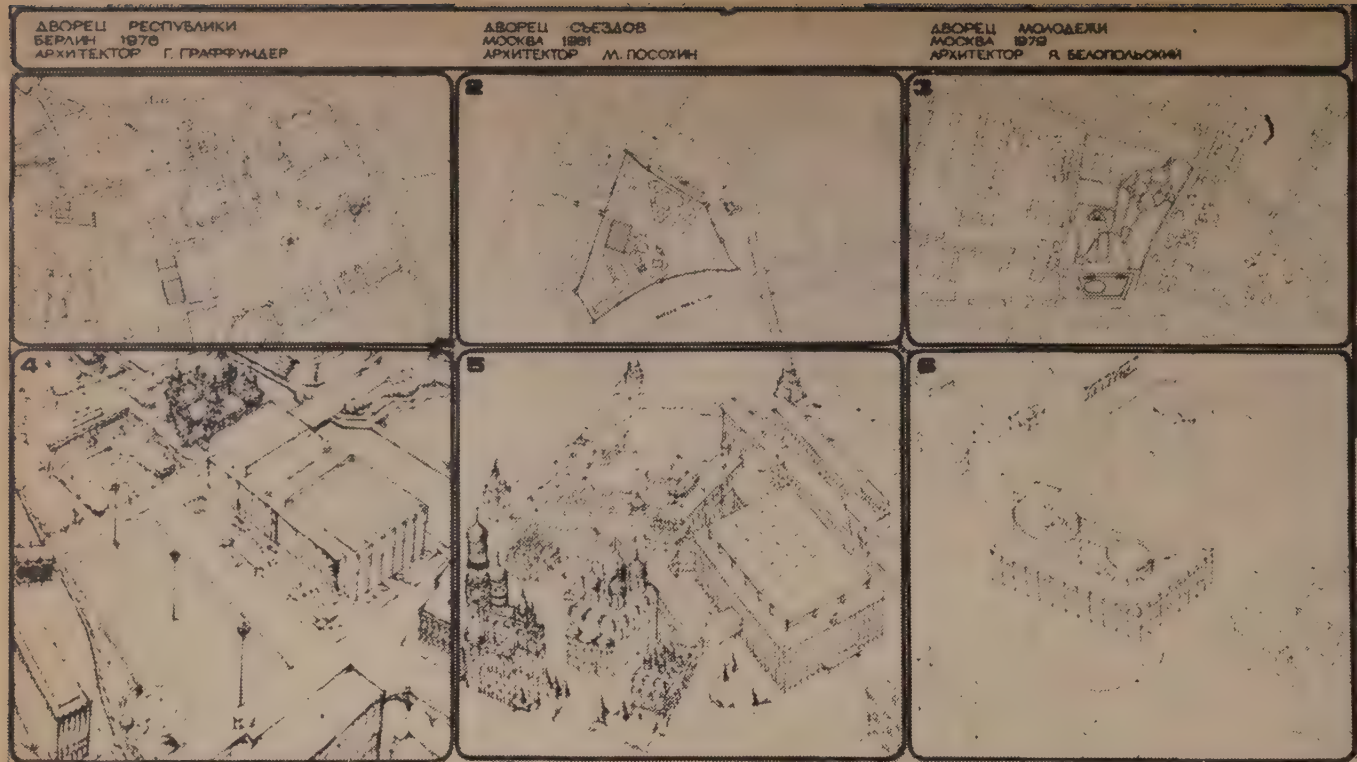 ДВОРЕЦ РЕСПУБЛИКИ
БЕРЛИН 1976
АРХИТЕКТОР Г. ГРАФФУНДЕР
ДВОРЕЦ СЪЕЗДОВ
МОСКВА 1961
АРХИТЕКТОР М. ПОСОХИН
ДВОРЕЦ МОЛОДЕЖИ
МОСКВА 1979
АРХИТЕКТОР Я. БЕЛОПОЛЬСКИЙ
2
3
4
5
6